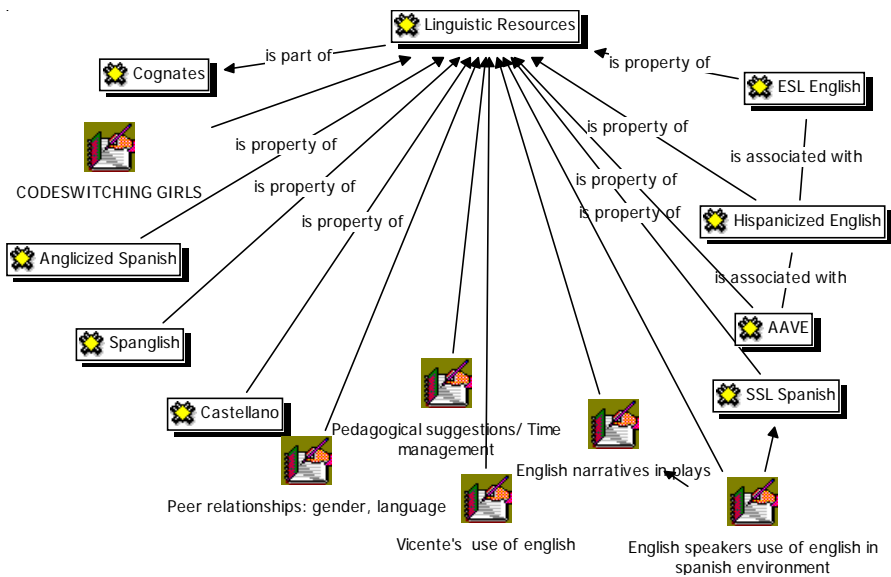 Linguistic Resources
is part of
is property of
Cognates
ESL English
is property of
CODESWITCHING GIRLS
is property of
is associated with
is property of
is property of
is property of
is property of
Hispanicized English
Anglicized Spanish
is associated with
AAVE
Spanglish
SSL Spanish
Castellano
Pedagogical suggestions/ Time
management
English narratives in plays
Peer relationships: gender, language
Vicente's use of english
English speakers use of english in
spanish environment